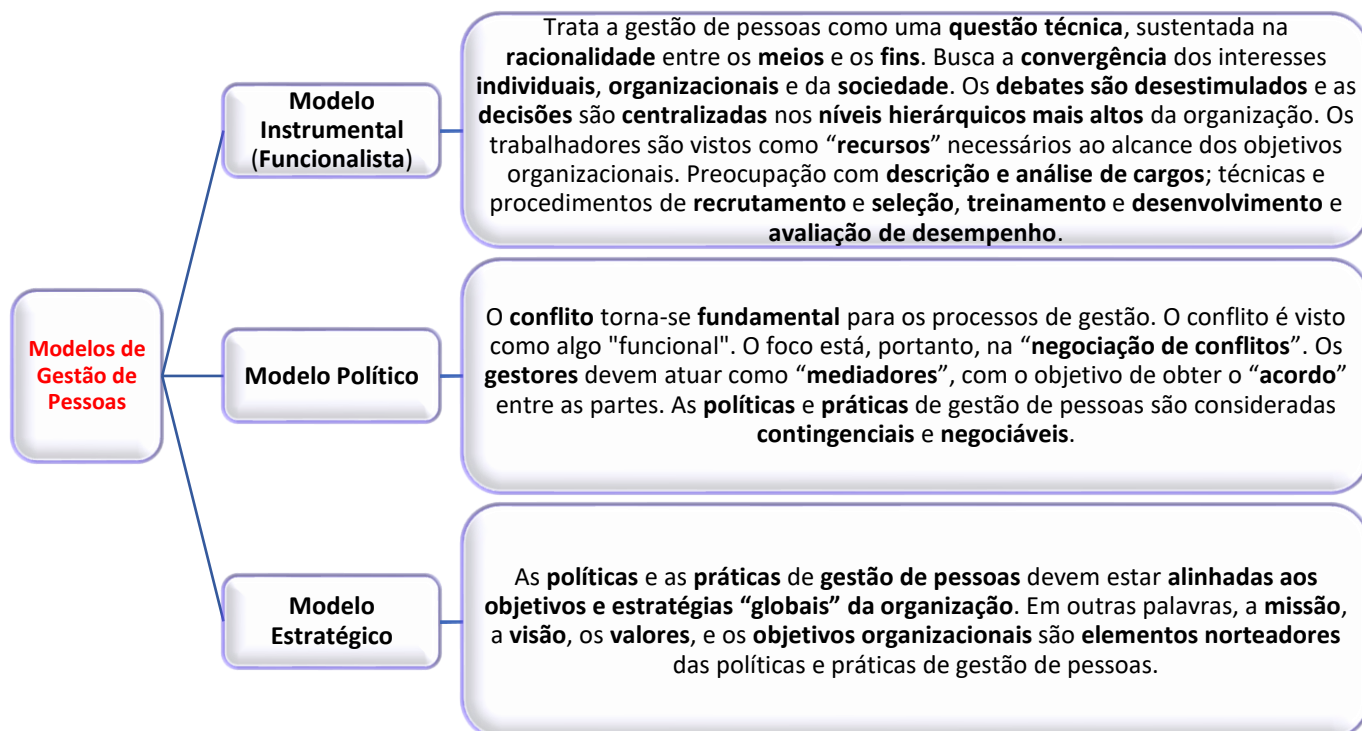 Modelos de
Gestão de
Pessoas
Modelo
Instrumental
(Funcionalista)
Trata a gestão de pessoas como uma questão técnica, sustentada na
racionalidade entre os meios e os fins. Busca a convergência dos interesses
individuais, organizacionais e da sociedade. Os debates são desestimulados e as
decisões são centralizadas nos níveis hierárquicos mais altos da organização. Os
trabalhadores são vistos como “recursos” necessários ao alcance dos objetivos
organizacionais. Preocupação com descrição e análise de cargos; técnicas e
procedimentos de recrutamento e seleção, treinamento e desenvolvimento e
avaliação de desempenho.
Modelo Político
O conflito torna-se fundamental para os processos de gestão. O conflito é visto
como algo "funcional". O foco está, portanto, na “negociação de conflitos”. Os
gestores devem atuar como “mediadores”, com o objetivo de obter o “acordo”
entre as partes. As políticas e práticas de gestão de pessoas são consideradas
contingenciais e negociáveis.
Modelo
Estratégico
As políticas e as práticas de gestão de pessoas devem estar alinhadas aos
objetivos e estratégias “globais” da organização. Em outras palavras, a missão,
a visão, os valores, e os objetivos organizacionais são elementos norteadores
das políticas e práticas de gestão de pessoas.